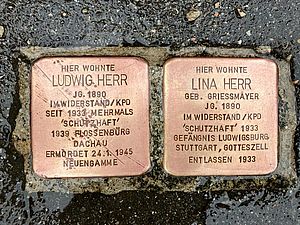 HIER WOHNTE
LUDWIG HERR
JG. 1890
IM WIDERSTAND/KPD
SEIT 1933 MEHRMALS
'SCHUTZHAFT'
1939 FLOSSENBÜRG
DACHAU
ERMORDET 24.1.1945
NEUENGAMME
HIER WOHNTE
LINA HERR
GEB. GRIESSMAYER
JG. 1890
IM WIDERSTAND/KPD
'SCHUTZHAFT' 1933
GEFÄNGNIS LUDWIGSBURG
STUTTGART, GOTTESZELL
ENTLASSEN 1933